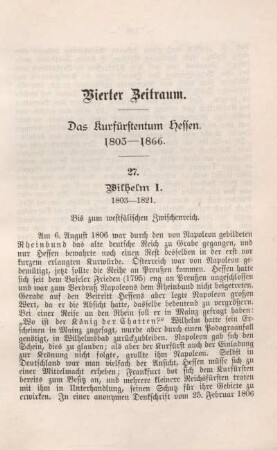 Vierter Zeitraum.
Das Kurfürstentum Hessen.
1803—1866.
27.
Wilhelm I.
1803—1821.
Bis zum westfälischen Zwischenreich.
Am 6. August 1806 war durch den von Napoleon gebildeten
Rheinbund das alte deutsche Reich zu Grabe gegangen, und
nur Hessen bewahrte noch einen Rest desselben in der erst vor
kurzem erlangten Kurwürde. Österreich war von Napoleon ge-
demütigt, jetzt sollte die Reihe an Preußen kommen. Hessen hatte
sich seit dem Baseler Frieden (1795) eng an Preußen angeschlossen
und war zum Verdruß Napoleons dem Rheinbund nicht beigetreten.
Gerade auf den Beitritt Hessens aber legte Napoleon großen
Wert, doch war er die Absicht hatte, dasselbe dadurch erst zu vergrößern.
Bei einer Reise an den Rhein soll er in Mainz gefragt haben:
„Wo ist der König der Chatten?“ Wilhelm hatte sein Er-
scheinen in Mainz zugesagt, wurde aber durch einen Podagraanfall
genötigt, in Wilhelmsbad zurückzubleiben. Napoleon gab sich den
Schein, dies zu glauben; als aber der Kurfürst auch der Einladung
zur Krönung nicht folgte, grollte ihm Napoleon. Selbst in
Deutschland war man vielfach der Ansicht, Hessen müsse sich zu
einer Mittelmacht erheben; Frankfurt bot sich dem Kurfürsten
bereits zum Besitz an, und mehrere kleinere Reichsfürsten traten
mit ihm in Unterhandlung, seinen Schutz für ihre Gebiete zu
erwirken. In einer anonymen Denkschrift vom 25. Februar 1806